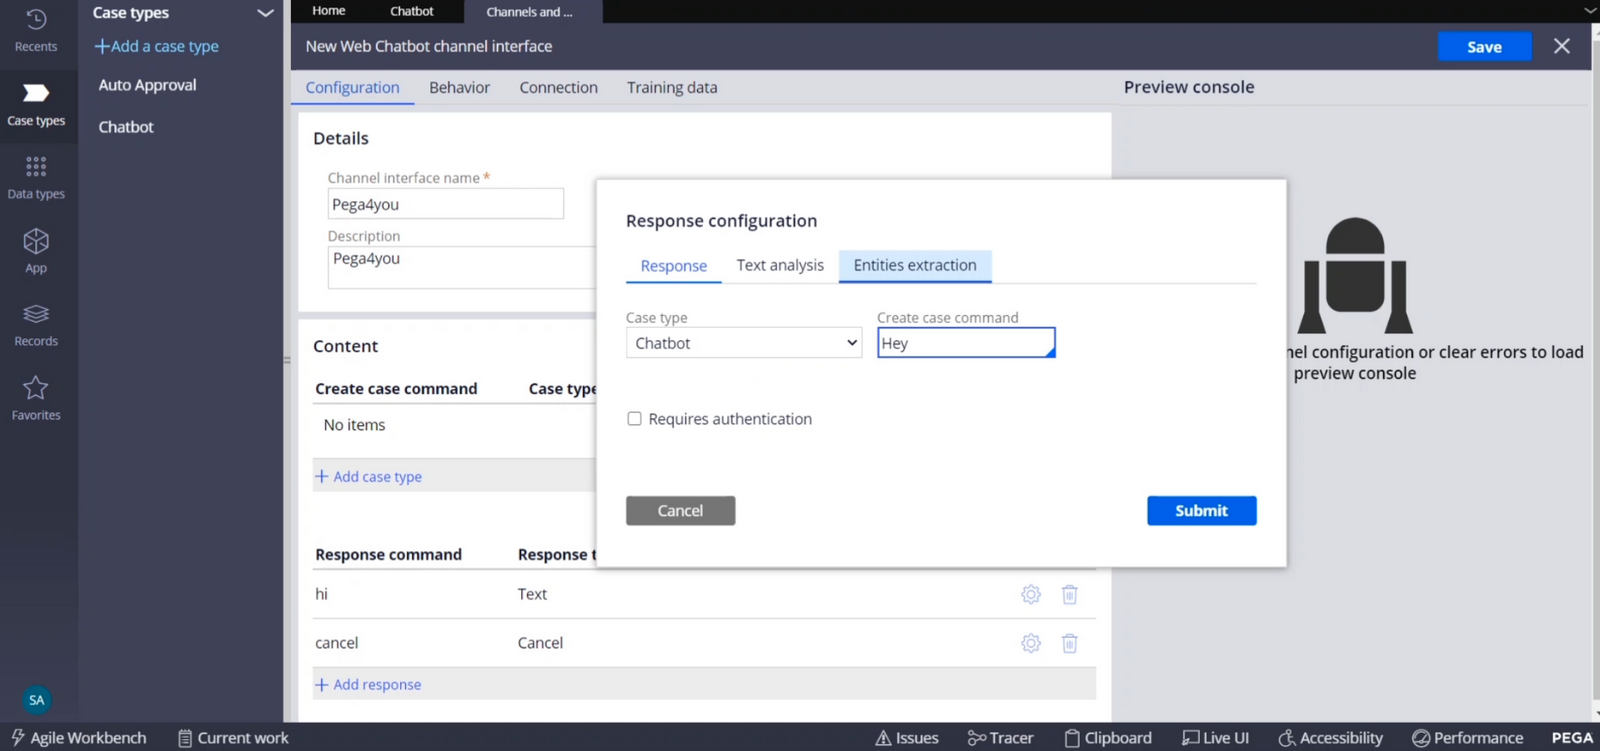 Recents
Case types
Data types
App
Records
Favorites
SA
Case types
+Add a case type
Auto Approval
Chatbot
Home
Chatbot
Channels and ...
New Web Chatbot channel interface
Save
Configuration
Behavior
Connection
Training data
Preview console
Details
Channel interface name *
Pega4you
Description
Pega4you
Content
Create case command
Case type
No items
+ Add case type
Response command
Response t
hi
Text
cancel
Cancel
+ Add response
Response configuration
Response
Text analysis
Entities extraction
Case type
Chatbot
Create case command
Hey
Requires authentication
Cancel
Submit
nel configuration or clear errors to load
preview console
Agile Workbench
Current work
Issues
Tracer
Clipboard
Live UI
Accessibility
Performance
PEGA